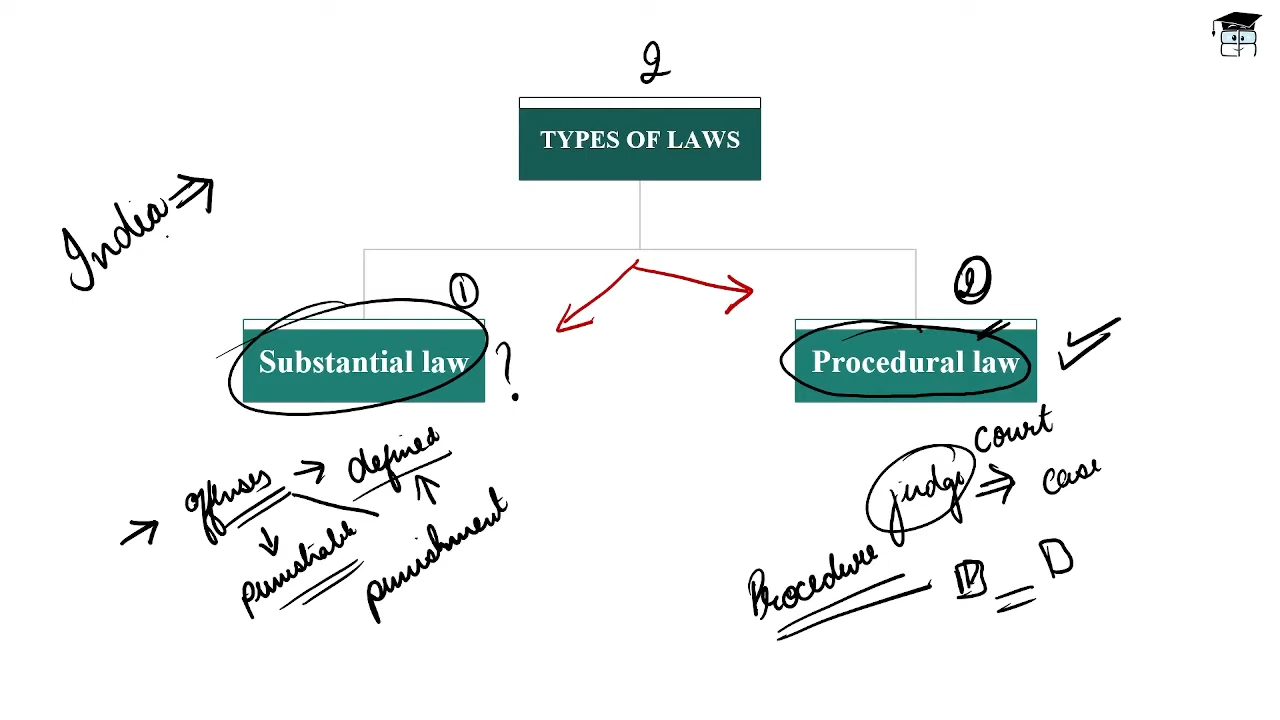 2
TYPES OF LAWS
India
1
2
Substantial law
?
Procedural law
offenses
defined
punishable
punishment
court
judge
case
Procedure
D